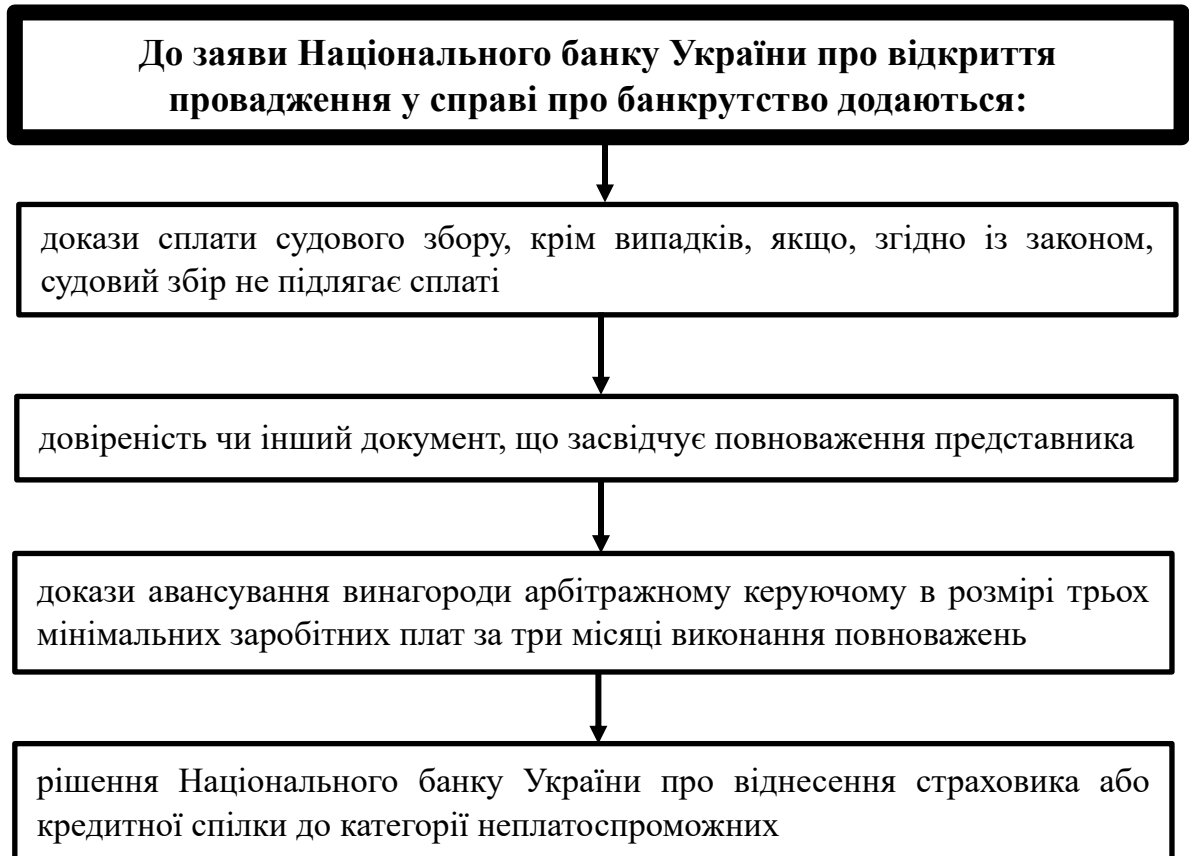 До заяви Національного банку України про відкриття
провадження у справі про банкрутство додаються:
докази сплати судового збору, крім випадків, якщо, згідно із законом,
судовий збір не підлягає сплаті
довіреність чи інший документ, що засвідчує повноваження представника
докази авансування винагороди арбітражному керуючому в розмірі трьох
мінімальних заробітних плат за три місяці виконання повноважень
рішення Національного банку України про віднесення страховика або
кредитної спілки до категорії неплатоспроможних